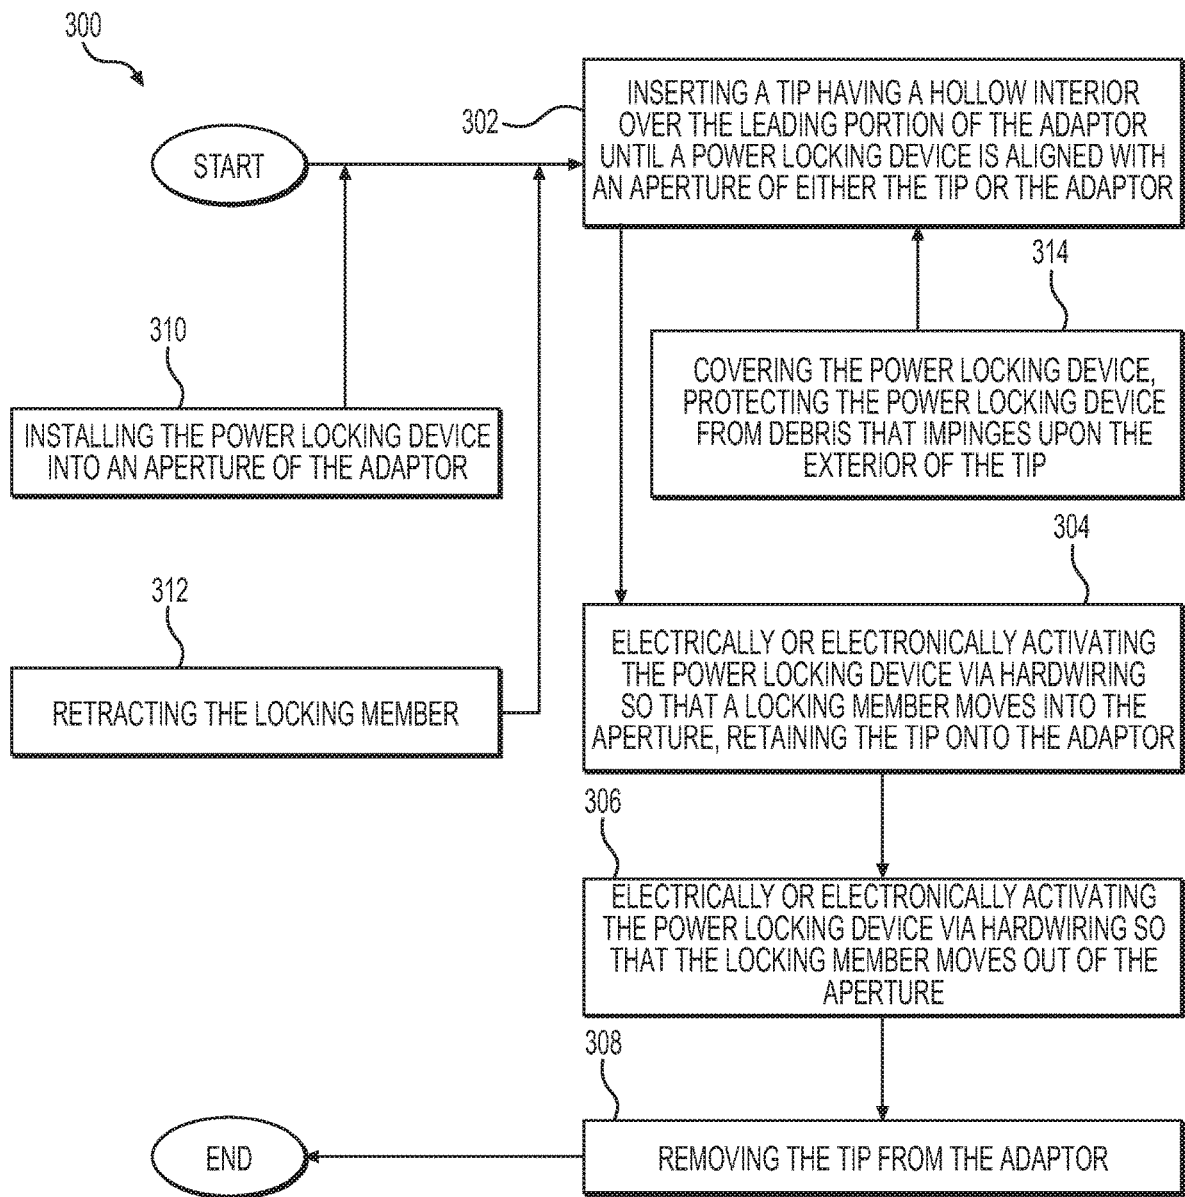 300
START
302
INSERTING A TIP HAVING A HOLLOW INTERIOR
OVER THE LEADING PORTION OF THE ADAPTOR
UNTIL A POWER LOCKING DEVICE IS ALIGNED WITH
AN APERTURE OF EITHER THE TIP OR THE ADAPTOR
314
COVERING THE POWER LOCKING DEVICE,
PROTECTING THE POWER LOCKING DEVICE
FROM DEBRIS THAT IMPINGES UPON THE
EXTERIOR OF THE TIP
310
INSTALLING THE POWER LOCKING DEVICE
INTO AN APERTURE OF THE ADAPTOR
312
RETRACTING THE LOCKING MEMBER
304
ELECTRICALLY OR ELECTRONICALLY ACTIVATING
THE POWER LOCKING DEVICE VIA HARDWIRING
SO THAT A LOCKING MEMBER MOVES INTO THE
APERTURE, RETAINING THE TIP ONTO THE ADAPTOR
306
ELECTRICALLY OR ELECTRONICALLY ACTIVATING
THE POWER LOCKING DEVICE VIA HARDWIRING SO
THAT THE LOCKING MEMBER MOVES OUT OF THE
APERTURE
308
REMOVING THE TIP FROM THE ADAPTOR
END